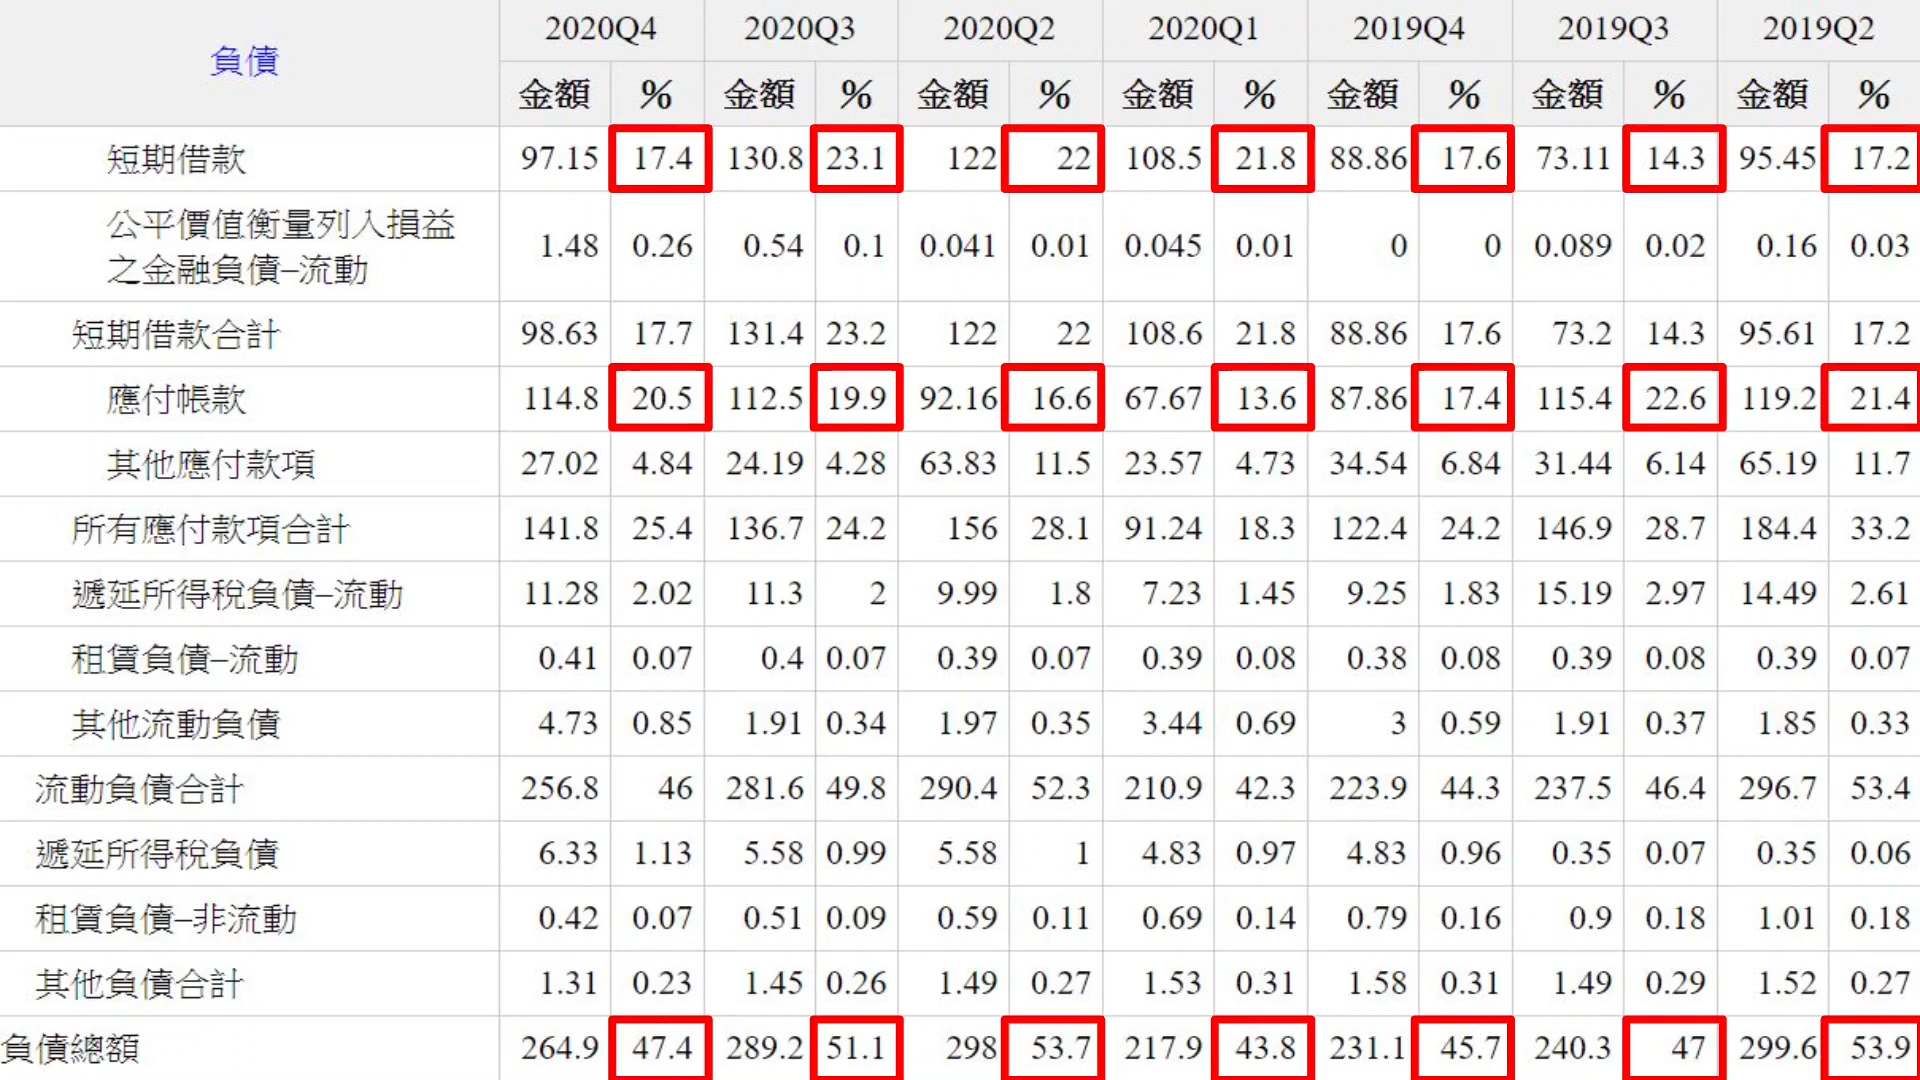 負債 2020Q4 2020Q3 2020Q2 2020Q1 2019Q4 2019Q3 2019Q2
金額 % 金額 % 金額 % 金額 % 金額 % 金額 % 金額 %
短期借款 97.15 17.4 130.8 23.1 122 22 108.5 21.8 88.86 17.6 73.11 14.3 95.45 17.2
公平價值衡量列入損益
之金融負債–流動 1.48 0.26 0.54 0.1 0.041 0.01 0.045 0.01 0 0 0.089 0.02 0.16 0.03
短期借款合計 98.63 17.7 131.4 23.2 122 22 108.6 21.8 88.86 17.6 73.2 14.3 95.61 17.2
應付帳款 114.8 20.5 112.5 19.9 92.16 16.6 67.67 13.6 87.86 17.4 115.4 22.6 119.2 21.4
其他應付款項 27.02 4.84 24.19 4.28 63.83 11.5 23.57 4.73 34.54 6.84 31.44 6.14 65.19 11.7
所有應付款項合計 141.8 25.4 136.7 24.2 156 28.1 91.24 18.3 122.4 24.2 146.9 28.7 184.4 33.2
遞延所得稅負債–流動 11.28 2.02 11.3 2 9.99 1.8 7.23 1.45 9.25 1.83 15.19 2.97 14.49 2.61
租賃負債–流動 0.41 0.07 0.4 0.07 0.39 0.07 0.39 0.08 0.38 0.08 0.39 0.08 0.39 0.07
其他流動負債 4.73 0.85 1.91 0.34 1.97 0.35 3.44 0.69 3 0.59 1.91 0.37 1.85 0.33
流動負債合計 256.8 46 281.6 49.8 290.4 52.3 210.9 42.3 223.9 44.3 237.5 46.4 296.7 53.4
遞延所得稅負債 6.33 1.13 5.58 0.99 5.58 1 4.83 0.97 4.83 0.96 0.35 0.07 0.35 0.06
租賃負債–非流動 0.42 0.07 0.51 0.09 0.59 0.11 0.69 0.14 0.79 0.16 0.9 0.18 1.01 0.18
其他負債合計 1.31 0.23 1.45 0.26 1.49 0.27 1.53 0.31 1.58 0.31 1.49 0.29 1.52 0.27
負債總額 264.9 47.4 289.2 51.1 298 53.7 217.9 43.8 231.1 45.7 240.3 47 299.6 53.9